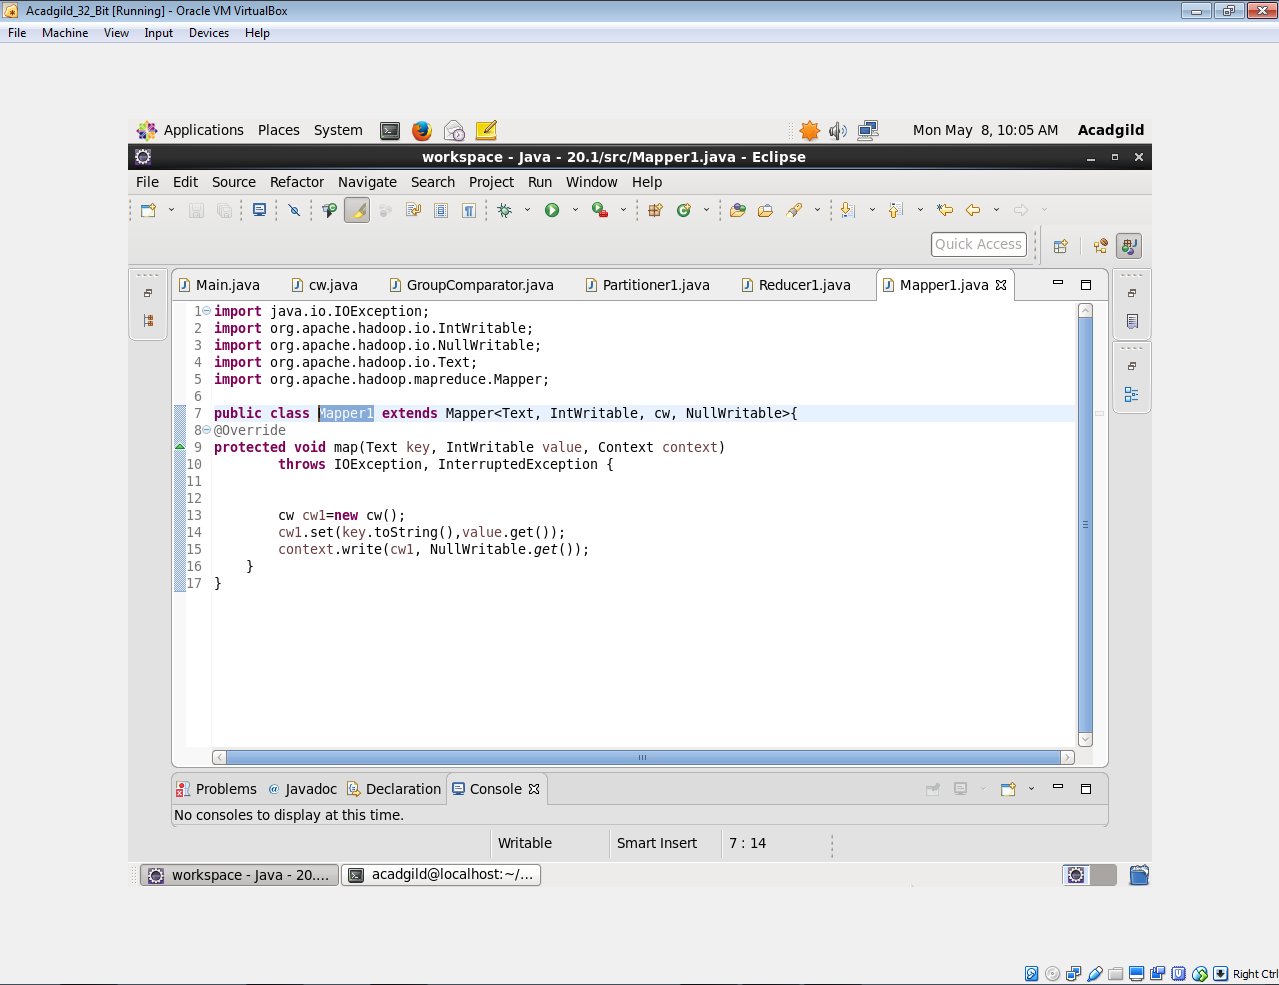 Acadgild_32_Bit [Running] - Oracle VM VirtualBox
File Machine View Input Devices Help
Applications Places System Mon May 8, 10:05 AM Acadgild
workspace - Java - 20.1/src/Mapper1.java - Eclipse
File Edit Source Refactor Navigate Search Project Run Window Help
Quick Access
Main.java cw.java GroupComparator.java Partitioner1.java Reducer1.java Mapper1.java
1 import java.io.IOException;
2 import org.apache.hadoop.io.IntWritable;
3 import org.apache.hadoop.io.NullWritable;
4 import org.apache.hadoop.io.Text;
5 import org.apache.hadoop.mapreduce.Mapper;
6
7 public class Mapper1 extends Mapper<Text, IntWritable, cw, NullWritable>{
8 @Override
9 protected void map(Text key, IntWritable value, Context context)
10 throws IOException, InterruptedException {
11
12
13 cw cw1=new cw();
14 cw1.set(key.toString(),value.get());
15 context.write(cw1, NullWritable.get());
16 }
17 }
Problems @ Javadoc Declaration Console
No consoles to display at this time.
Writable Smart Insert 7 : 14
workspace - Java - 20.... acadgild@localhost:~/...
Right Ctrl